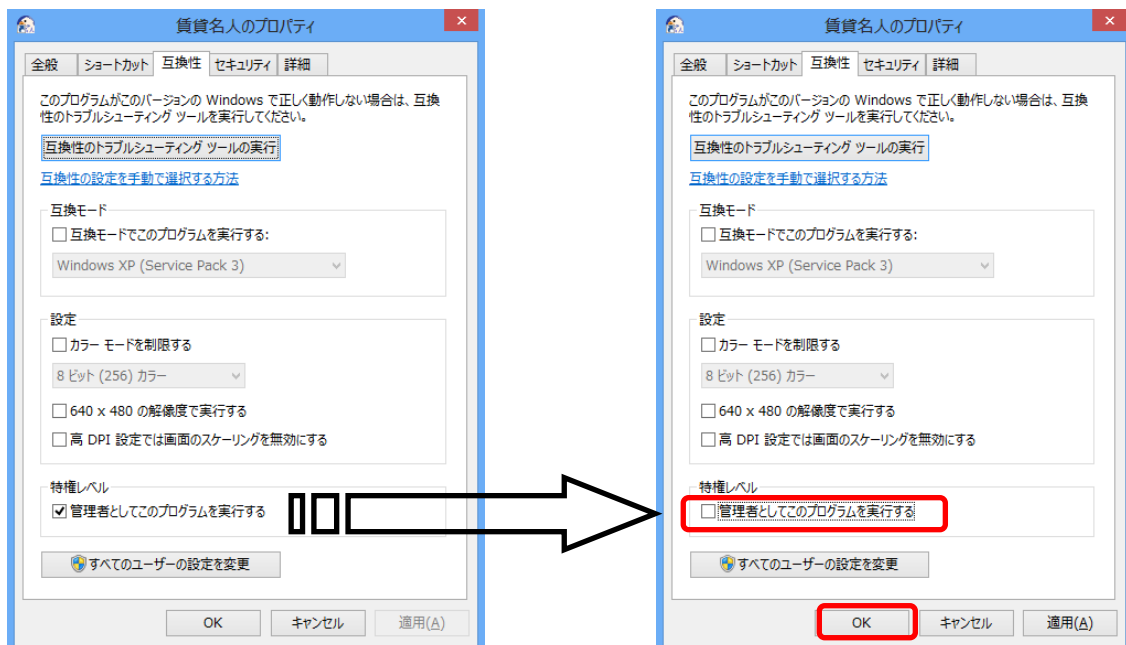 賃貸名人のプロパティ
全般 ショートカット 互換性 セキュリティ 詳細
このプログラムがこのバージョンの Windows で正しく動作しない場合は、互換
性のトラブルシューティング ツールを実行してください。
互換性のトラブルシューティング ツールの実行
互換性の設定を手動で選択する方法
互換モード
互換モードでこのプログラムを実行する:
Windows XP (Service Pack 3)
設定
カラー モードを制限する
8 ビット (256) カラー
640 x 480 の解像度で実行する
高 DPI 設定では画面のスケーリングを無効にする
特権レベル
管理者としてこのプログラムを実行する
すべてのユーザーの設定を変更
OK キャンセル 適用(A)
賃貸名人のプロパティ
全般 ショートカット 互換性 セキュリティ 詳細
このプログラムがこのバージョンの Windows で正しく動作しない場合は、互換
性のトラブルシューティング ツールを実行してください。
互換性のトラブルシューティング ツールの実行
互換性の設定を手動で選択する方法
互換モード
互換モードでこのプログラムを実行する:
Windows XP (Service Pack 3)
設定
カラー モードを制限する
8 ビット (256) カラー
640 x 480 の解像度で実行する
高 DPI 設定では画面のスケーリングを無効にする
特権レベル
管理者としてこのプログラムを実行する
すべてのユーザーの設定を変更
OK キャンセル 適用(A)